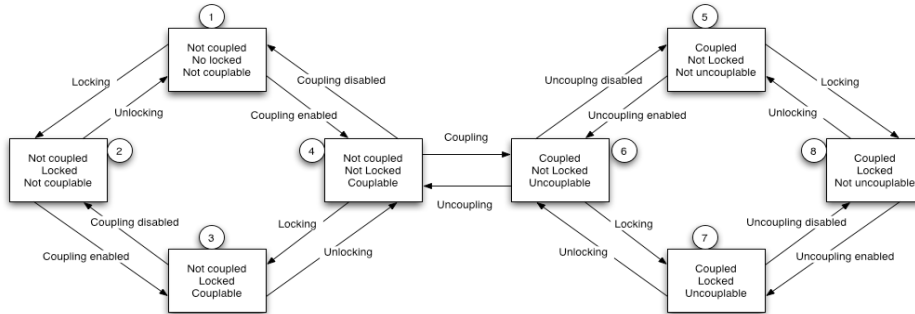 1
Not coupled
No locked
Not couplable
Locking
Unlocking
Coupling disabled
Coupling enabled
2
Not coupled
Locked
Not couplable
4
Not coupled
Not Locked
Couplable
Coupling disabled
Coupling enabled
Locking
Unlocking
3
Not coupled
Locked
Couplable
Coupling
Uncoupling
5
Coupled
Not Locked
Not uncouplable
Uncoupling disabled
Uncoupling enabled
Locking
Unlocking
6
Coupled
Not Locked
Uncouplable
8
Coupled
Locked
Not uncouplable
Locking
Unlocking
Uncoupling disabled
Uncoupling enabled
7
Coupled
Locked
Uncouplable